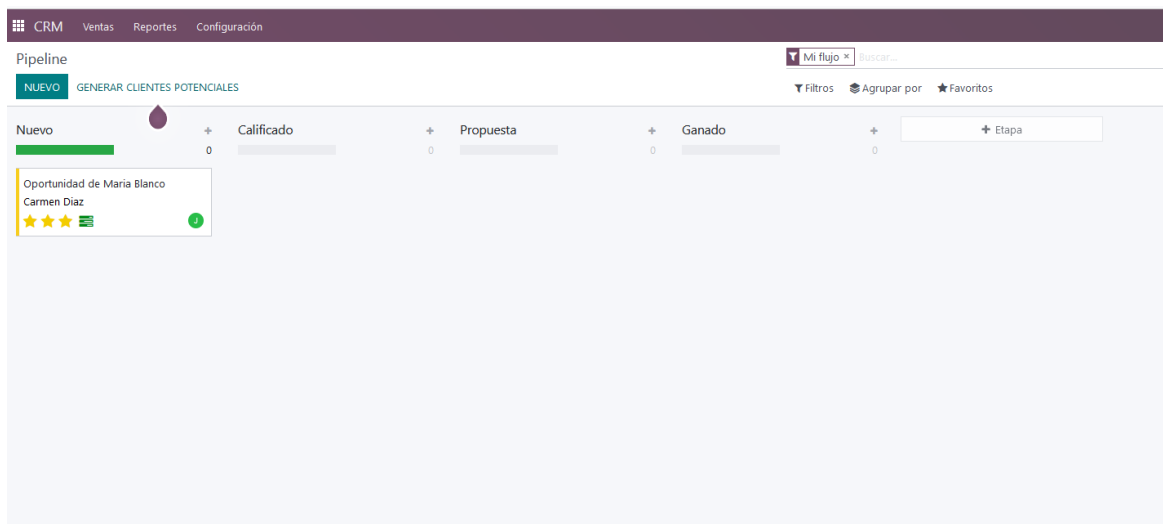 CRM Ventas Reportes Configuración
Pipeline
Mi flujo × Buscar...
NUEVO GENERAR CLIENTES POTENCIALES
Filtros Agrupar por Favoritos
Nuevo + Calificado + Propuesta + Ganado + + Etapa
0 0 0 0
Oportunidad de Maria Blanco
Carmen Diaz
J